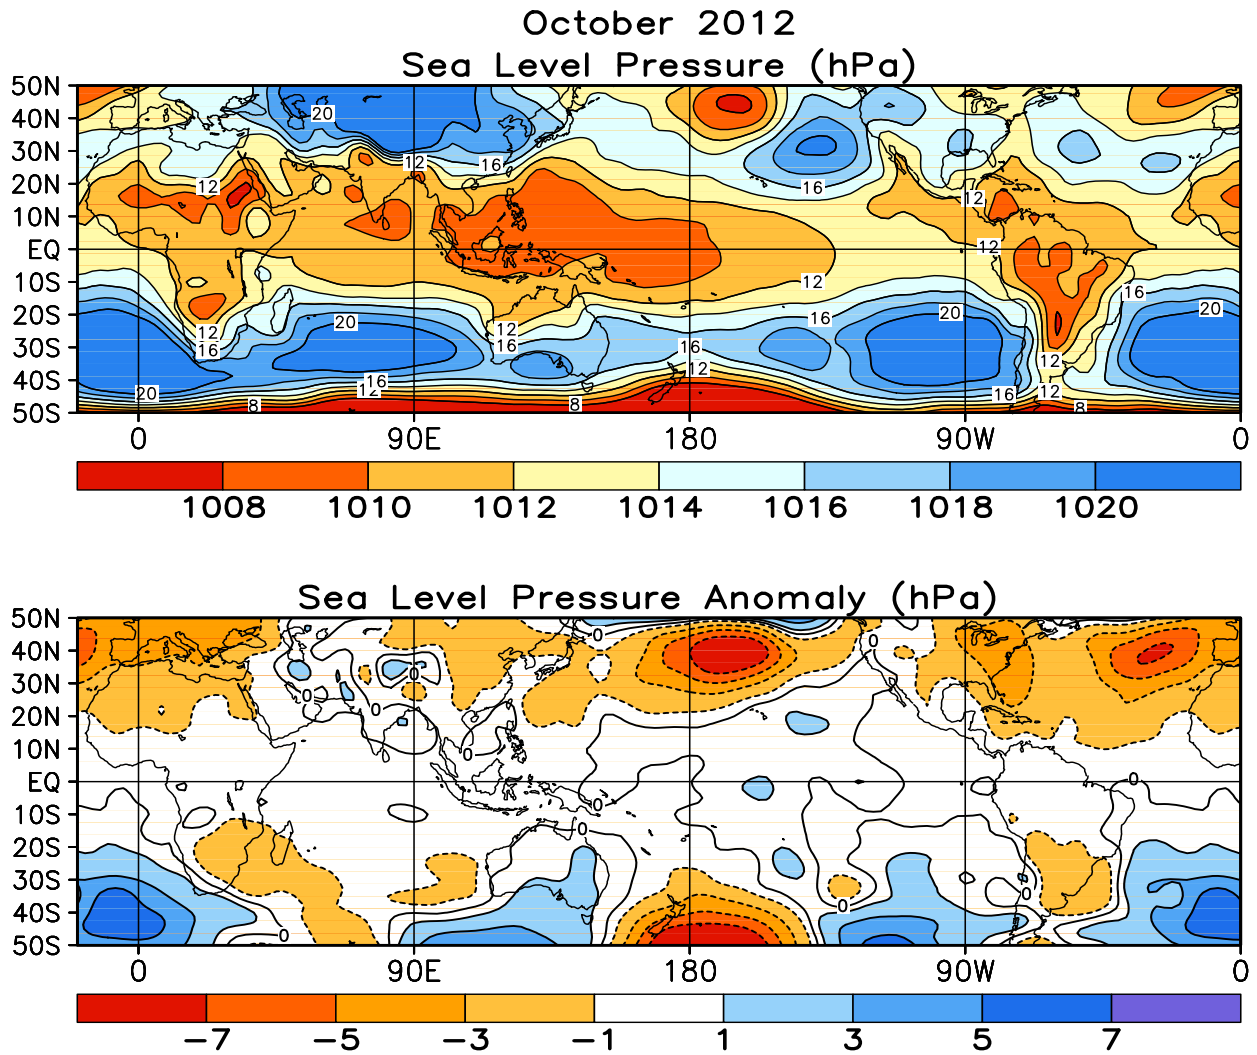 October 2012
Sea Level Pressure (hPa)
50N
40N
30N
20N
10N
EQ
10S
20S
30S
40S
50S
20
12
16
12
16
12
12
12
16
20
12
16
20
16
12
16
20
16
12
12
20
16
12
16
12
8
8
8
0 90E 180 90W 0
1008 1010 1012 1014 1016 1018 1020
Sea Level Pressure Anomaly (hPa)
50N
40N
30N
20N
10N
EQ
10S
20S
30S
40S
50S
0
0
0
0
0
0
0
0
0
0
0
0
0 90E 180 90W 0
−7 −5 −3 −1 1 3 5 7